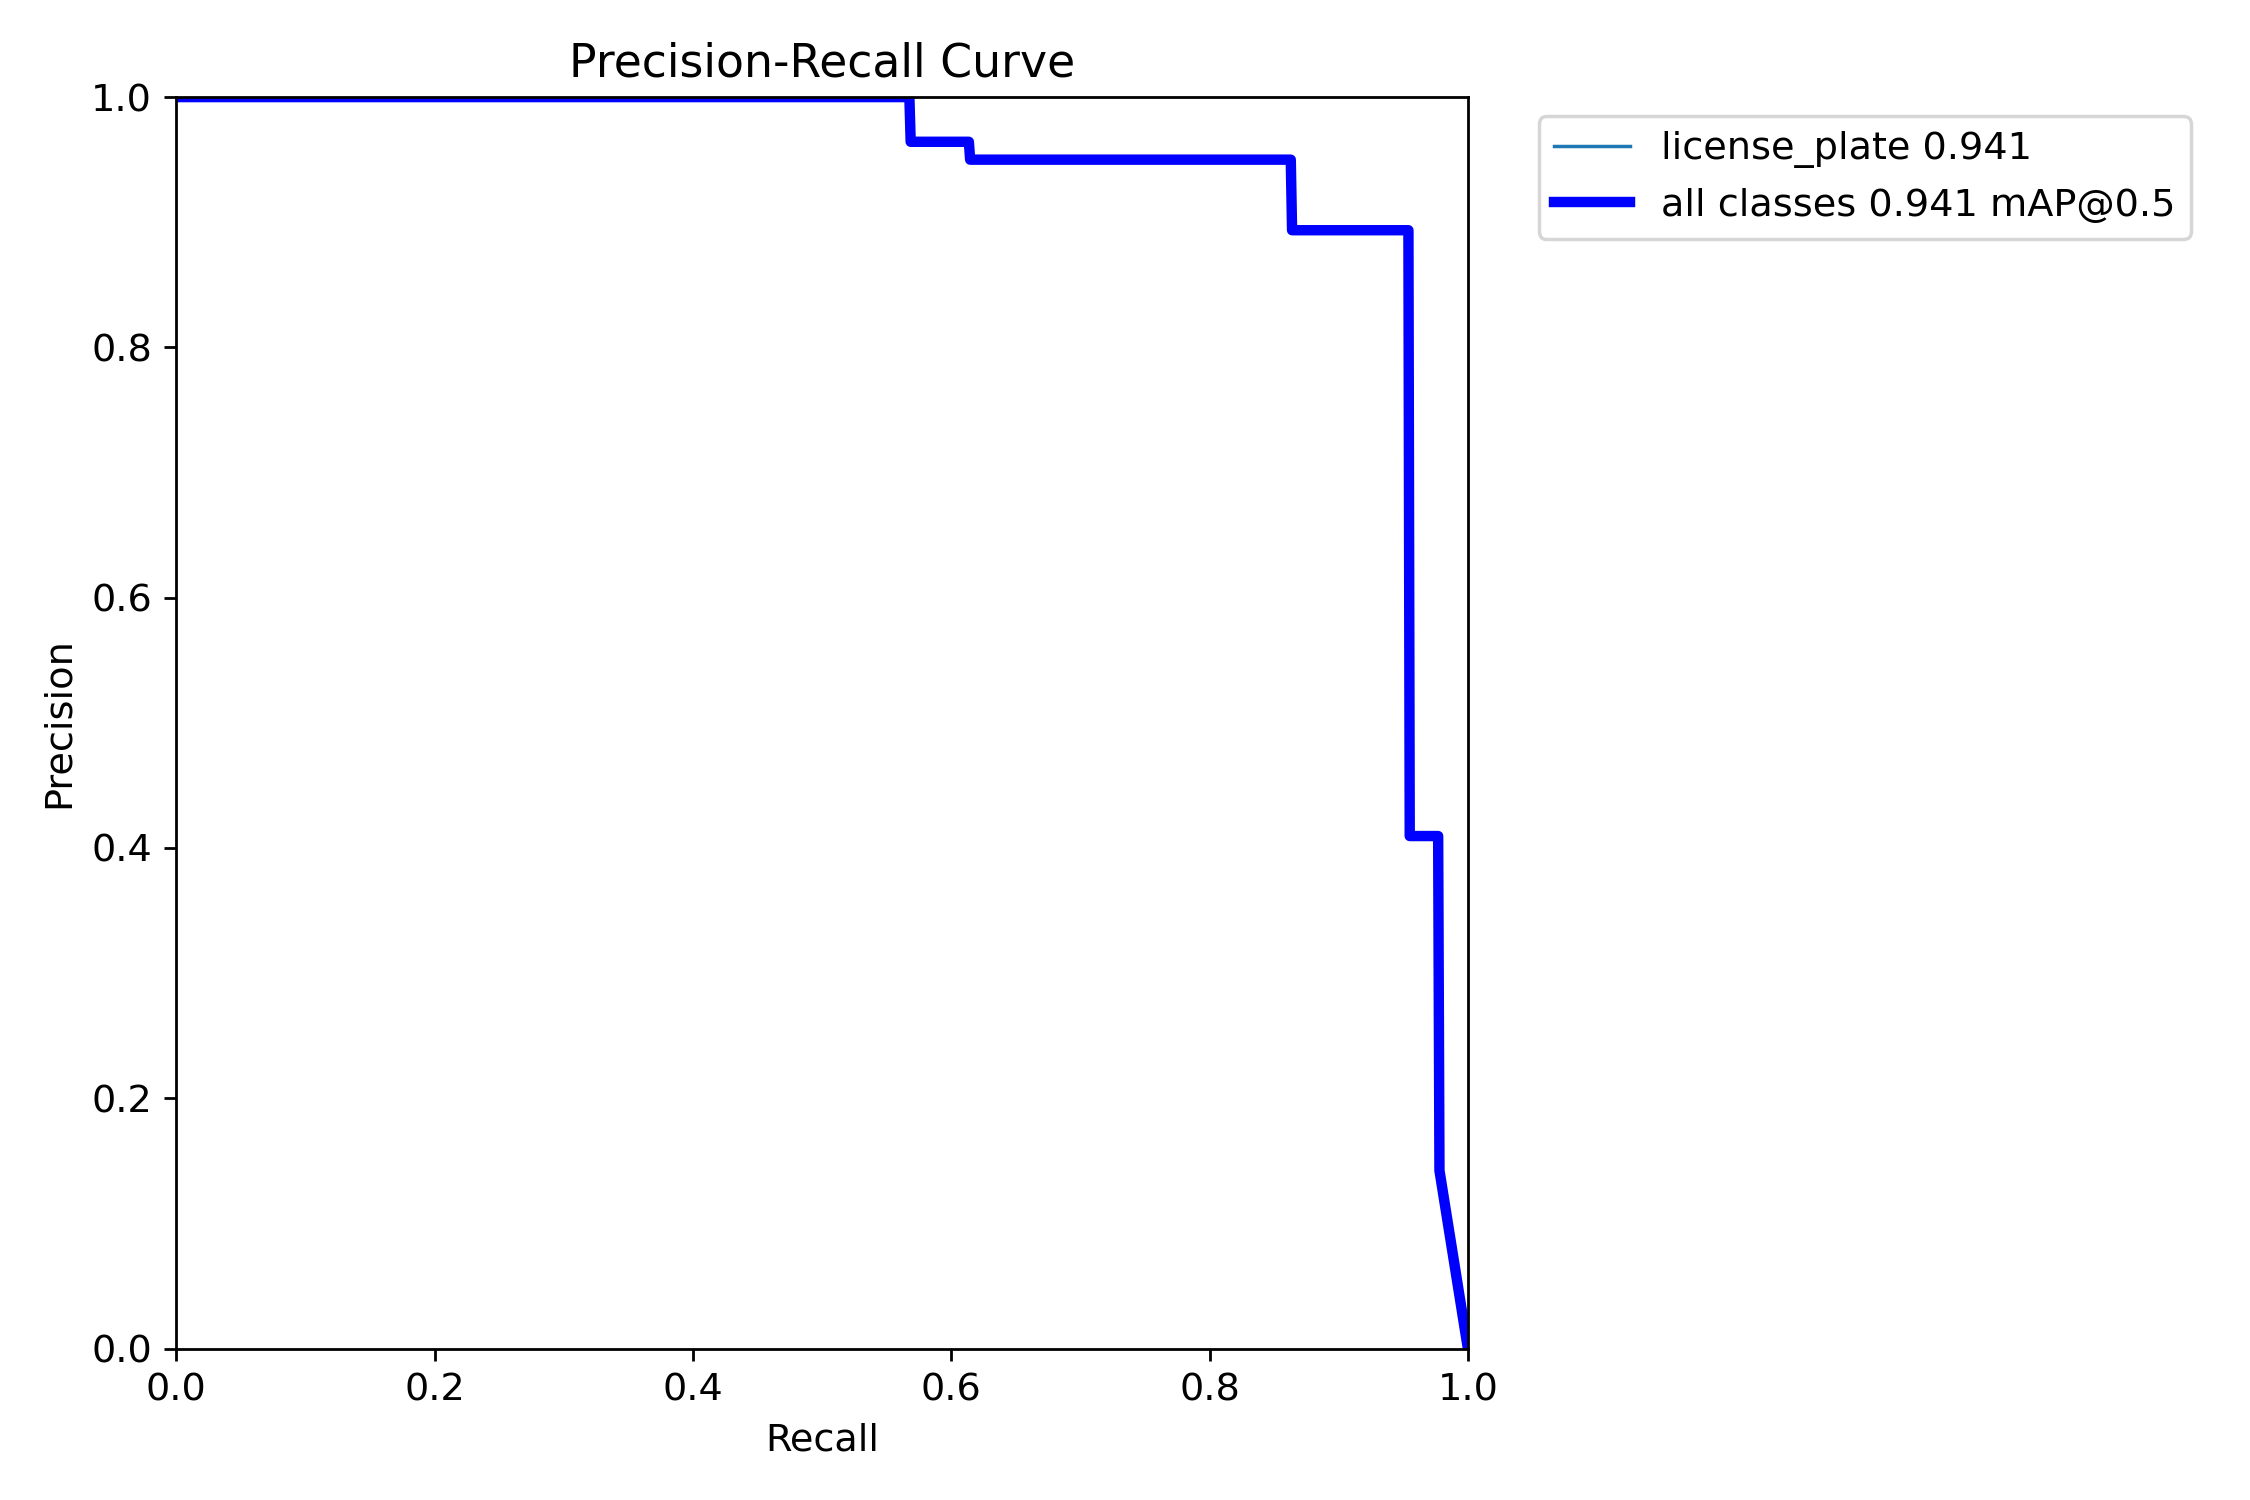 Precision-Recall Curve
1.0
0.8
0.6
0.4
0.2
0.0
Precision
0.0 0.2 0.4 0.6 0.8 1.0
Recall
license_plate 0.941
all classes 0.941 mAP@0.5